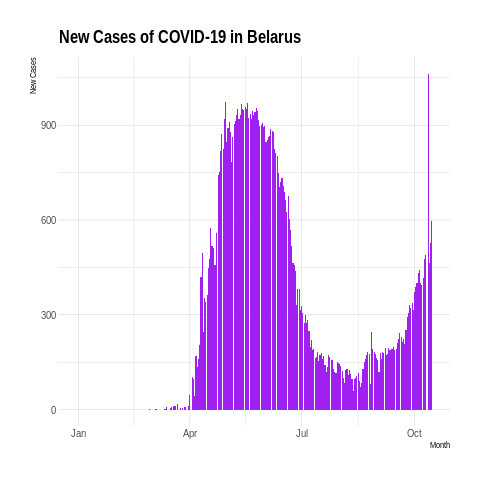 New Cases of COVID-19 in Belarus
New Cases
900
600
300
0
Jan Apr Jul Oct
Month